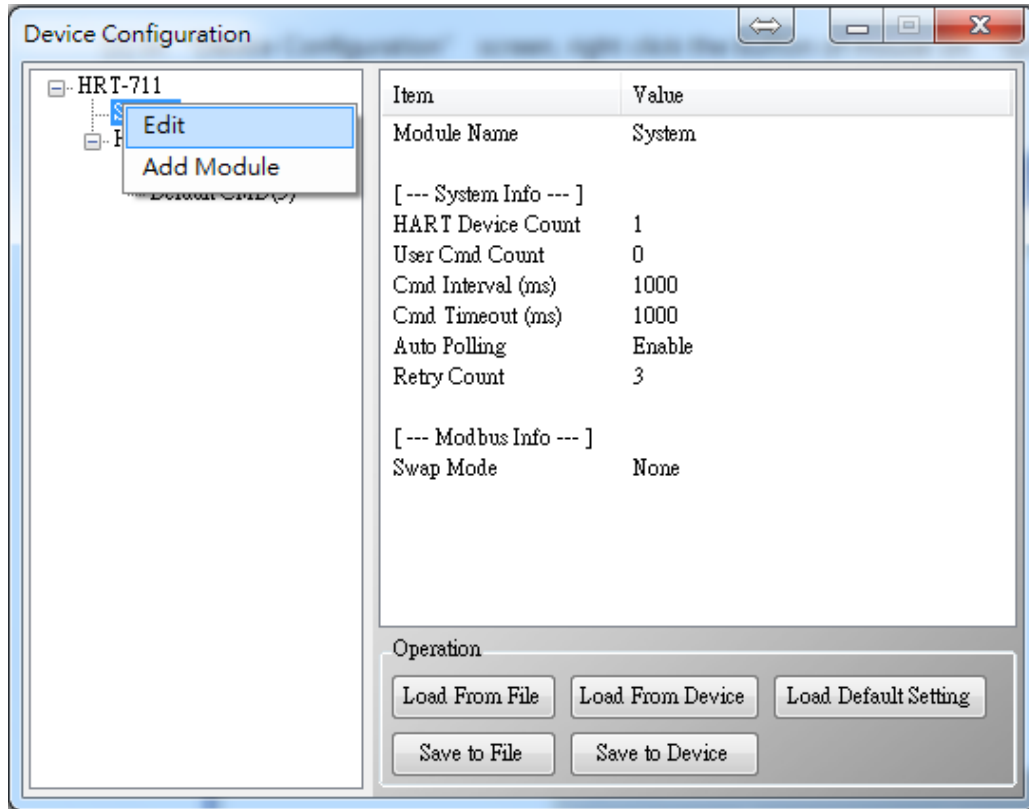 Device Configuration
HRT-711
Edit
Add Module
Item Value
Module Name System
[ --- System Info --- ]
HART Device Count 1
User Cmd Count 0
Cmd Interval (ms) 1000
Cmd Timeout (ms) 1000
Auto Polling Enable
Retry Count 3
[ --- Modbus Info --- ]
Swap Mode None
Operation
Load From File Load From Device Load Default Setting
Save to File Save to Device